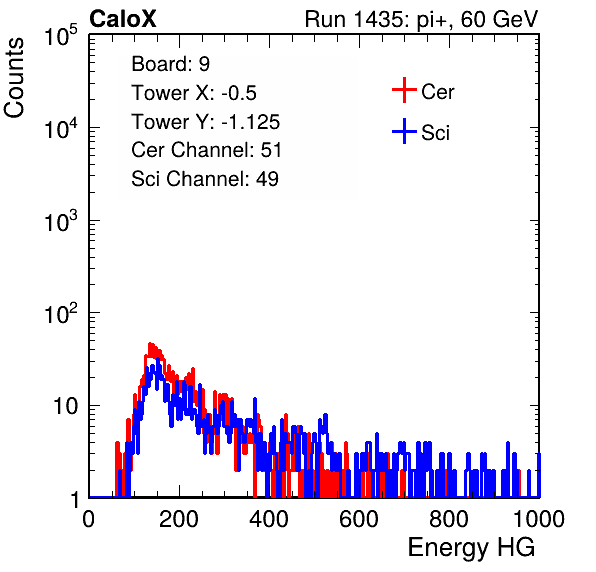 CaloX Run 1435: pi+, 60 GeV
Board: 9
Tower X: -0.5
Tower Y: -1.125
Cer Channel: 51
Sci Channel: 49
Cer
Sci
Counts
10^5
10^4
10^3
10^2
10
1
0 200 400 600 800 1000
Energy HG